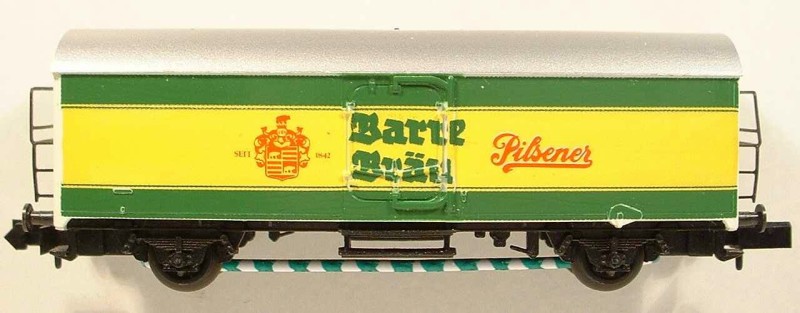 SEIT 1842
Barre
Bräu
Pilsener